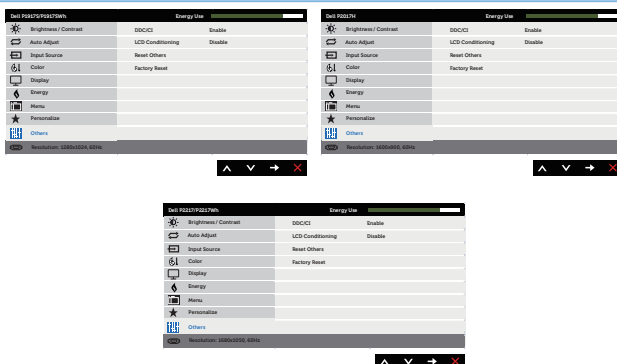 Dell P1917S/P1917SWh Energy Use
Brightness / Contrast DDC/CI Enable
Auto Adjust LCD Conditioning Disable
Input Source Reset Others
Color Factory Reset
Display
Energy
Menu
Personalize
Others
Resolution: 1280x1024, 60Hz
Dell P2017H Energy Use
Brightness / Contrast DDC/CI Enable
Auto Adjust LCD Conditioning Disable
Input Source Reset Others
Color Factory Reset
Display
Energy
Menu
Personalize
Others
Resolution: 1600x900, 60Hz
Dell P2217/P2217Wh Energy Use
Brightness / Contrast DDC/CI Enable
Auto Adjust LCD Conditioning Disable
Input Source Reset Others
Color Factory Reset
Display
Energy
Menu
Personalize
Others
Resolution: 1680x1050, 60Hz